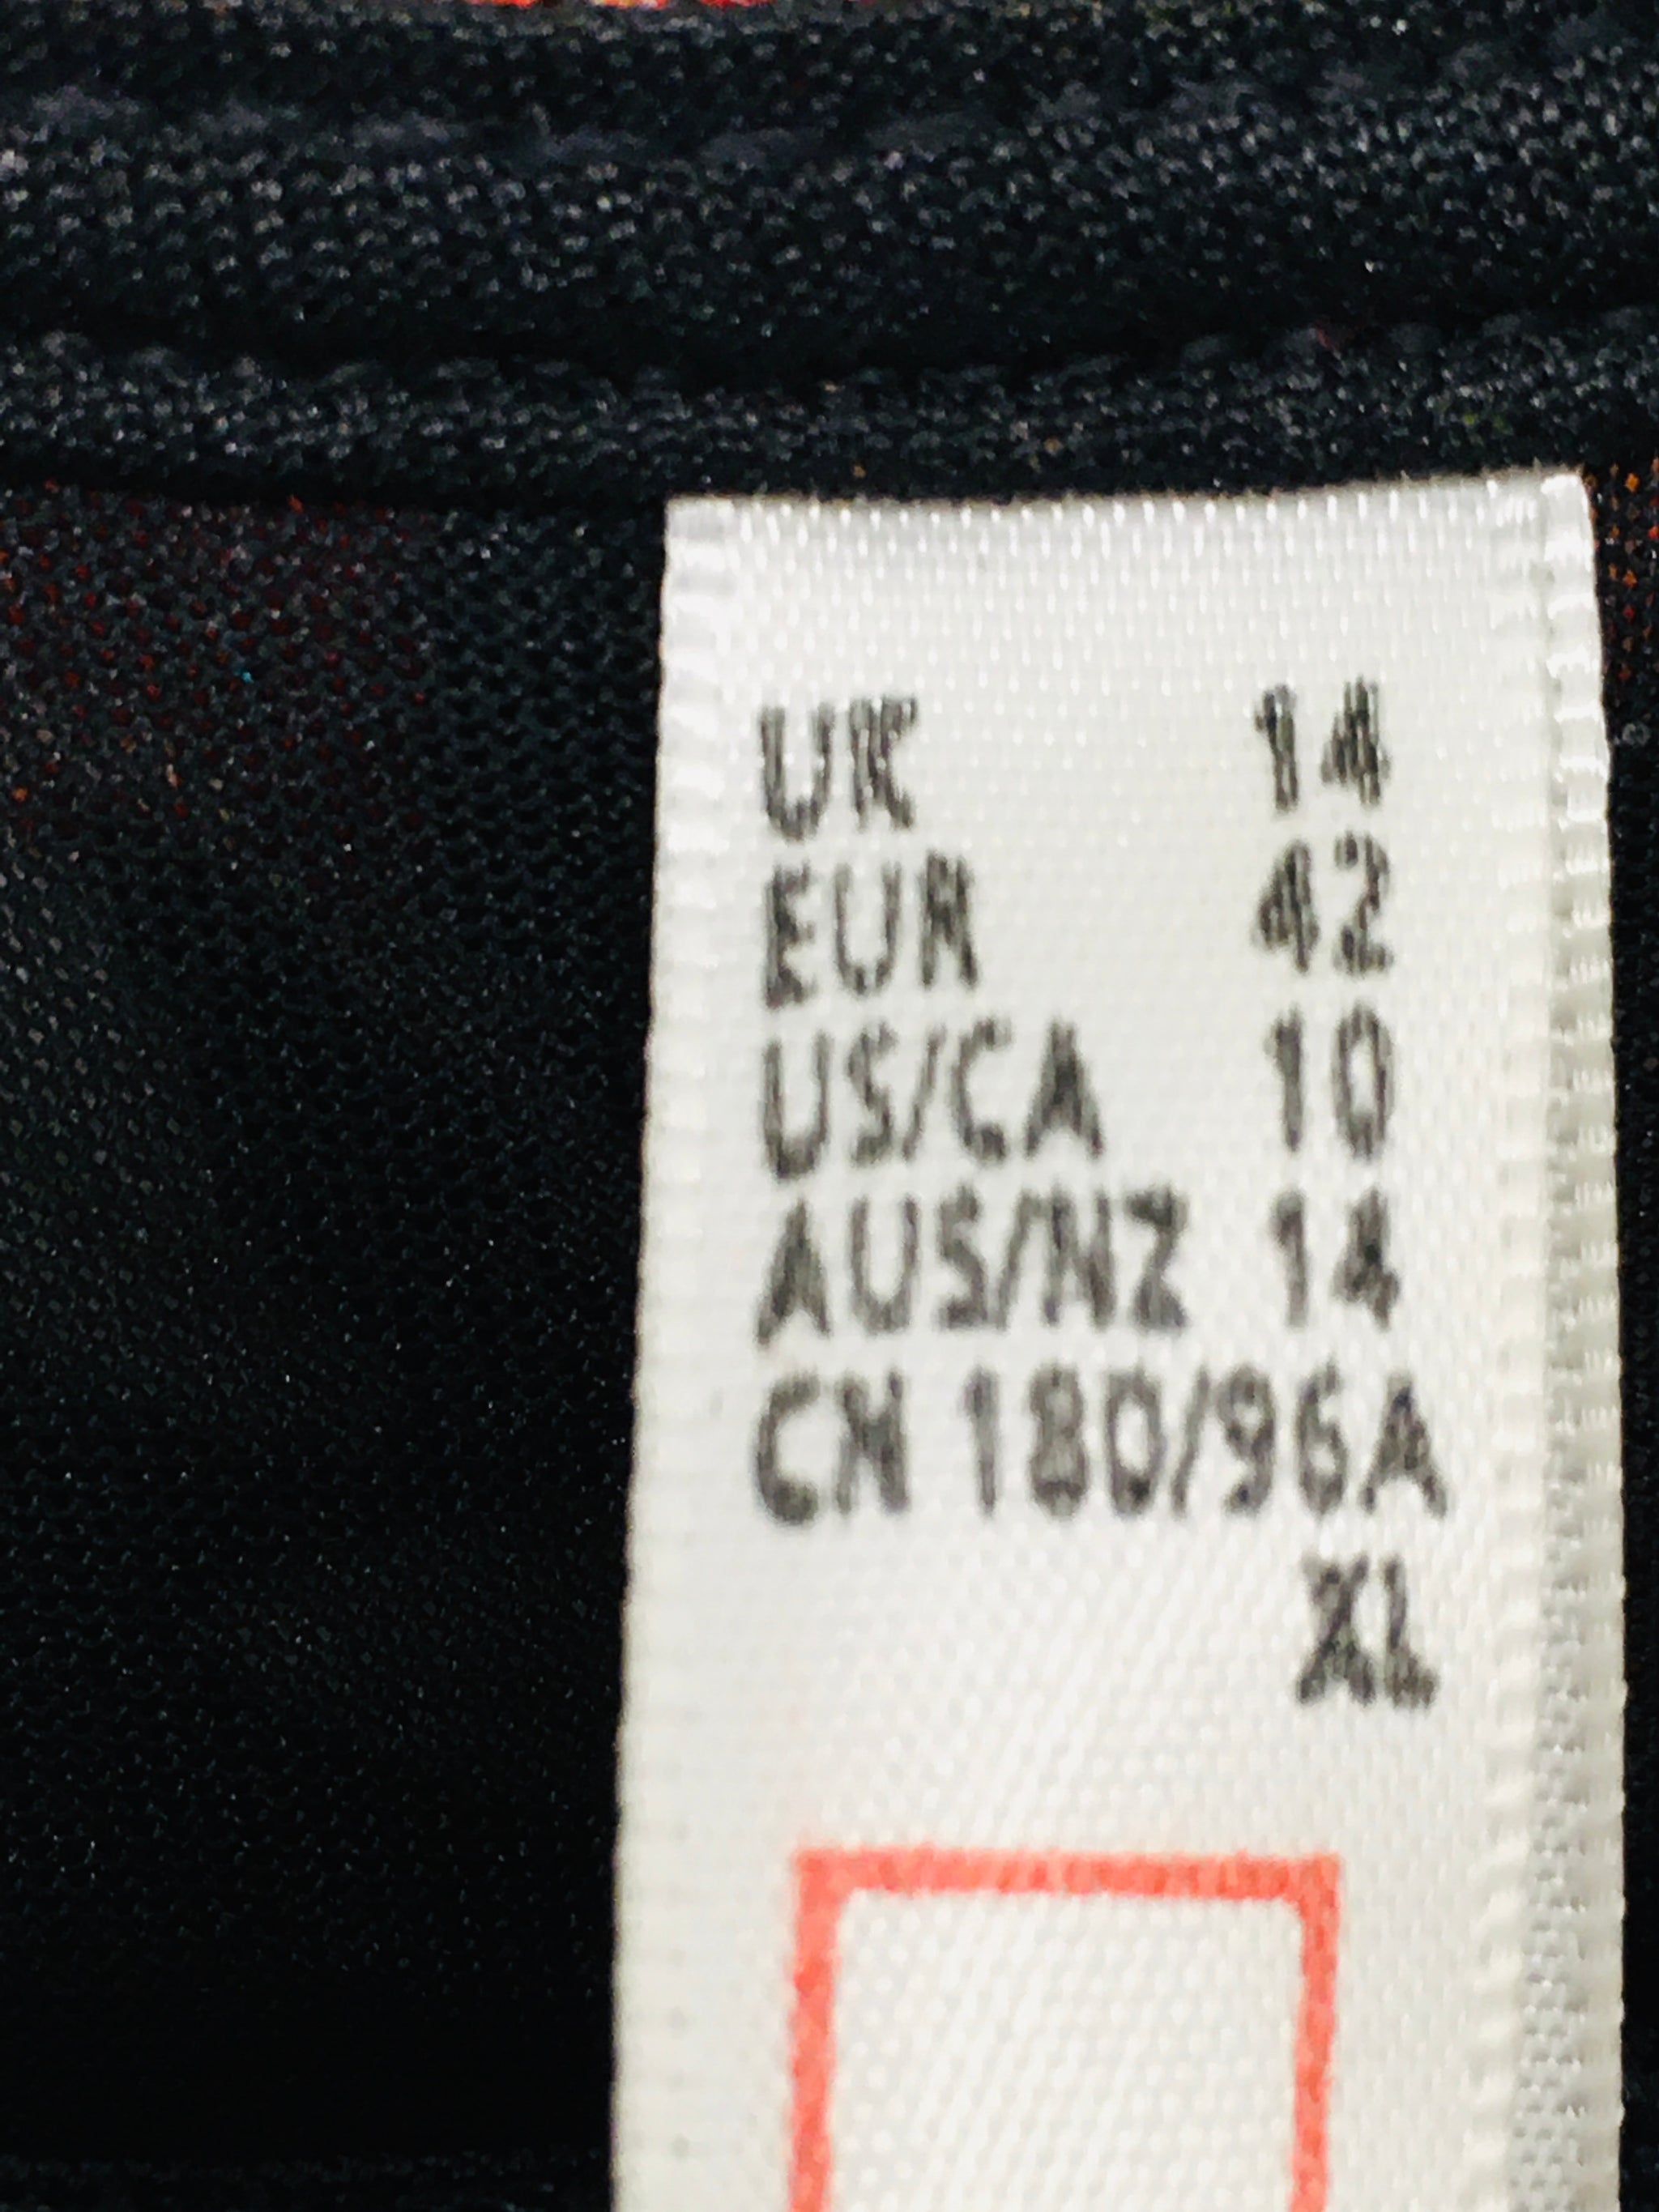 UK 14
EUR 42
US/CA 10
AUS/NZ 14
CN 180/96A
XL